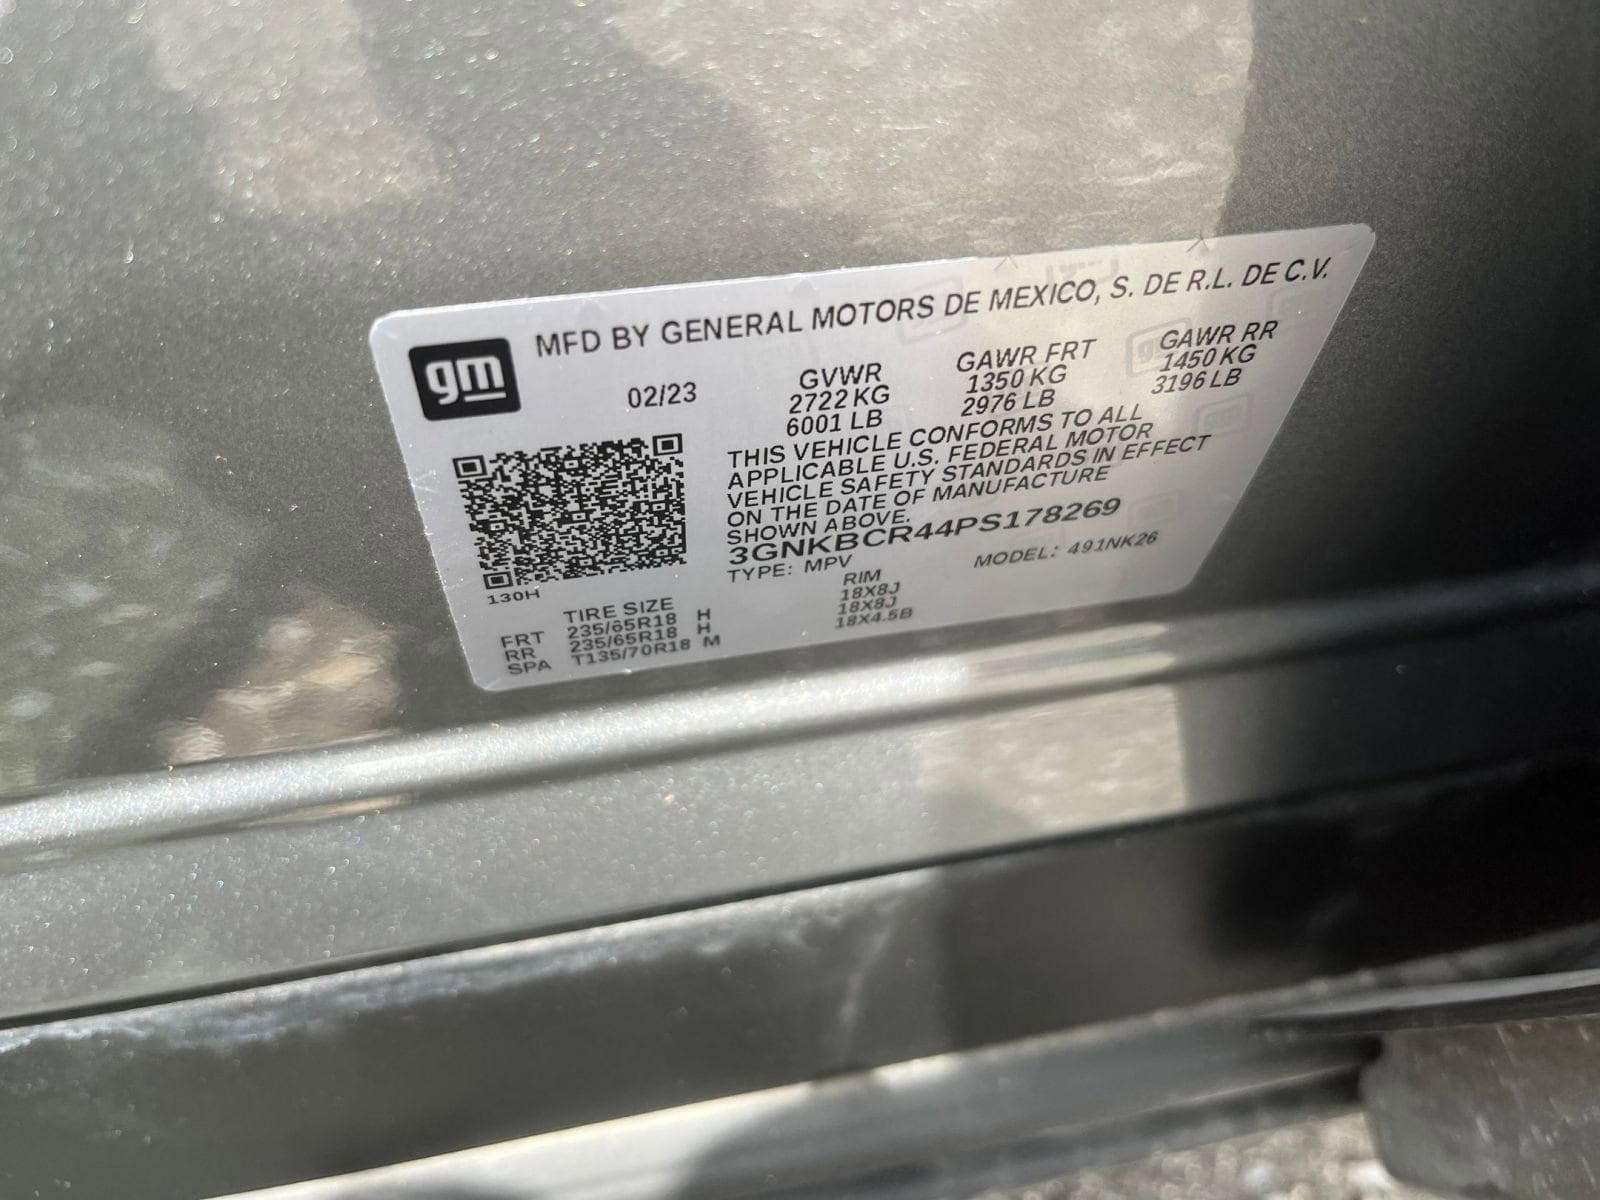 gm
MFD BY GENERAL MOTORS DE MEXICO, S. DE R.L. DE C.V.
02/23
GVWR
2722 KG
6001 LB
GAWR FRT
1350 KG
2976 LB
GAWR RR
1450 KG
3196 LB
THIS VEHICLE CONFORMS TO ALL
APPLICABLE U.S. FEDERAL MOTOR
VEHICLE SAFETY STANDARDS IN EFFECT
ON THE DATE OF MANUFACTURE
SHOWN ABOVE.
3GNKBCR44PS178269
TYPE: MPV
MODEL: 491NK26
130H
TIRE SIZE
RIM
FRT 235/65R18 H 18X8J
RR 235/65R18 H 18X8J
SPA T135/70R18 M 18X4.5B